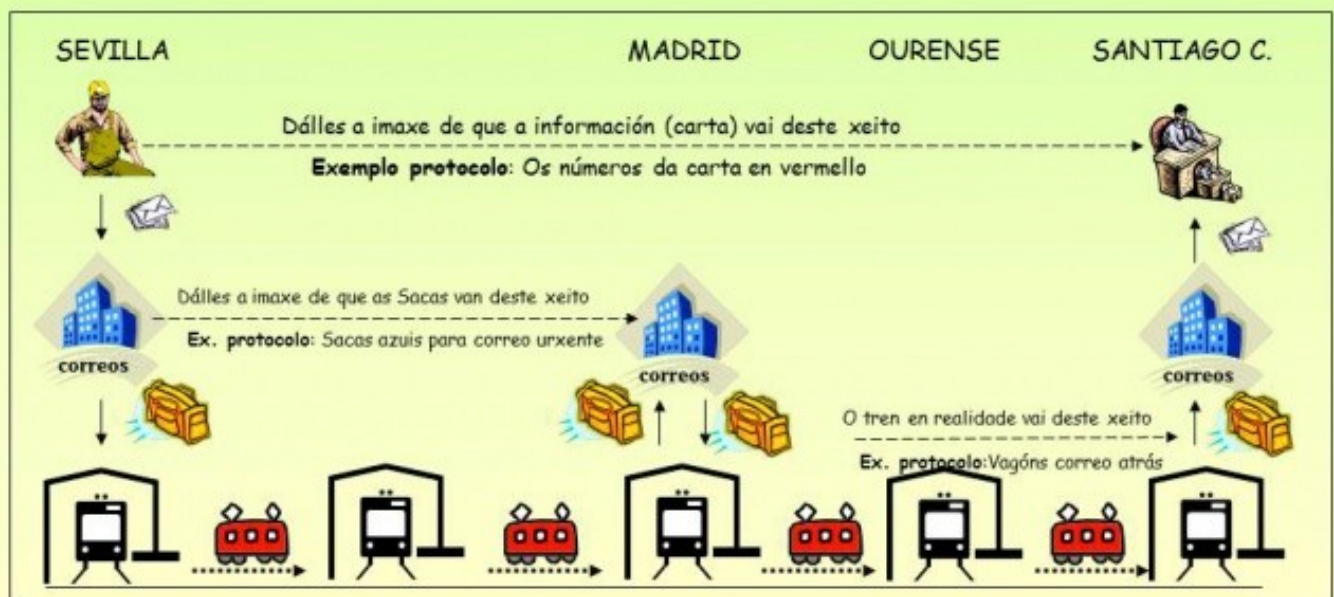 SEVILLA
MADRID
OURENSE
SANTIAGO C.
Dálles a imaxe de que a información (carta) vai deste xeito
Exemplo protocolo: Os números da carta en vermello
Dálles a imaxe de que as Sacas van deste xeito
Ex. protocolo: Sacas azuis para correo urxente
correos
correos
correos
O tren en realidade vai deste xeito
Ex. protocolo:Vagóns correo atrás